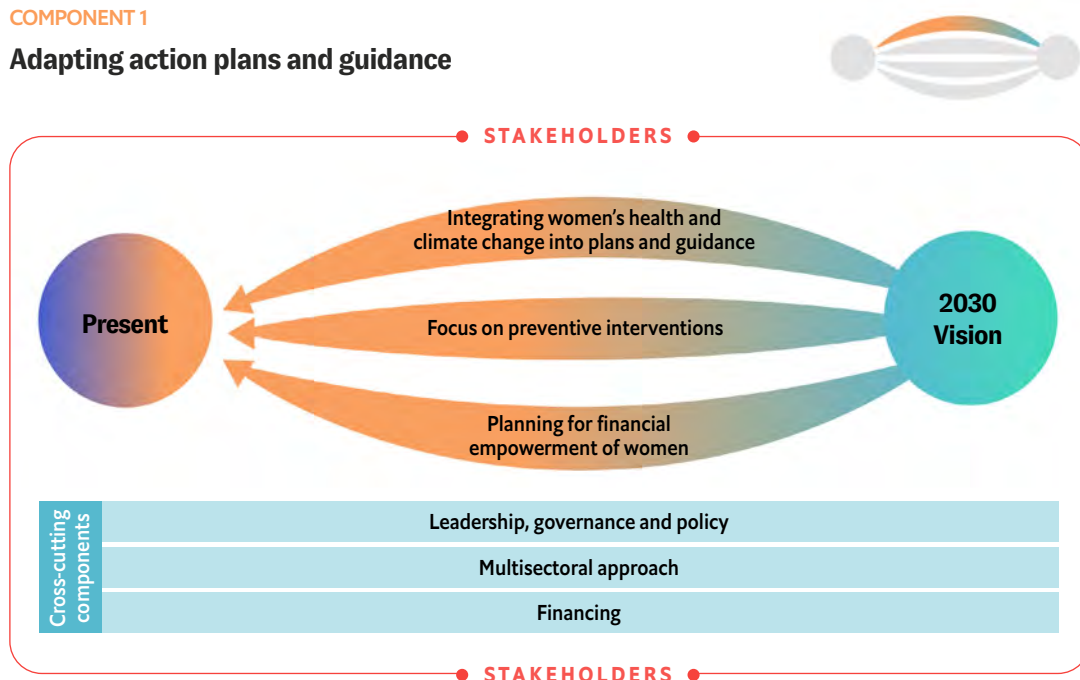 COMPONENT 1
Adapting action plans and guidance
STAKEHOLDERS
Integrating women’s health and
climate change into plans and guidance
Present
Focus on preventive interventions
2030
Vision
Planning for financial
empowerment of women
Cross-cutting
components
Leadership, governance and policy
Multisectoral approach
Financing
STAKEHOLDERS